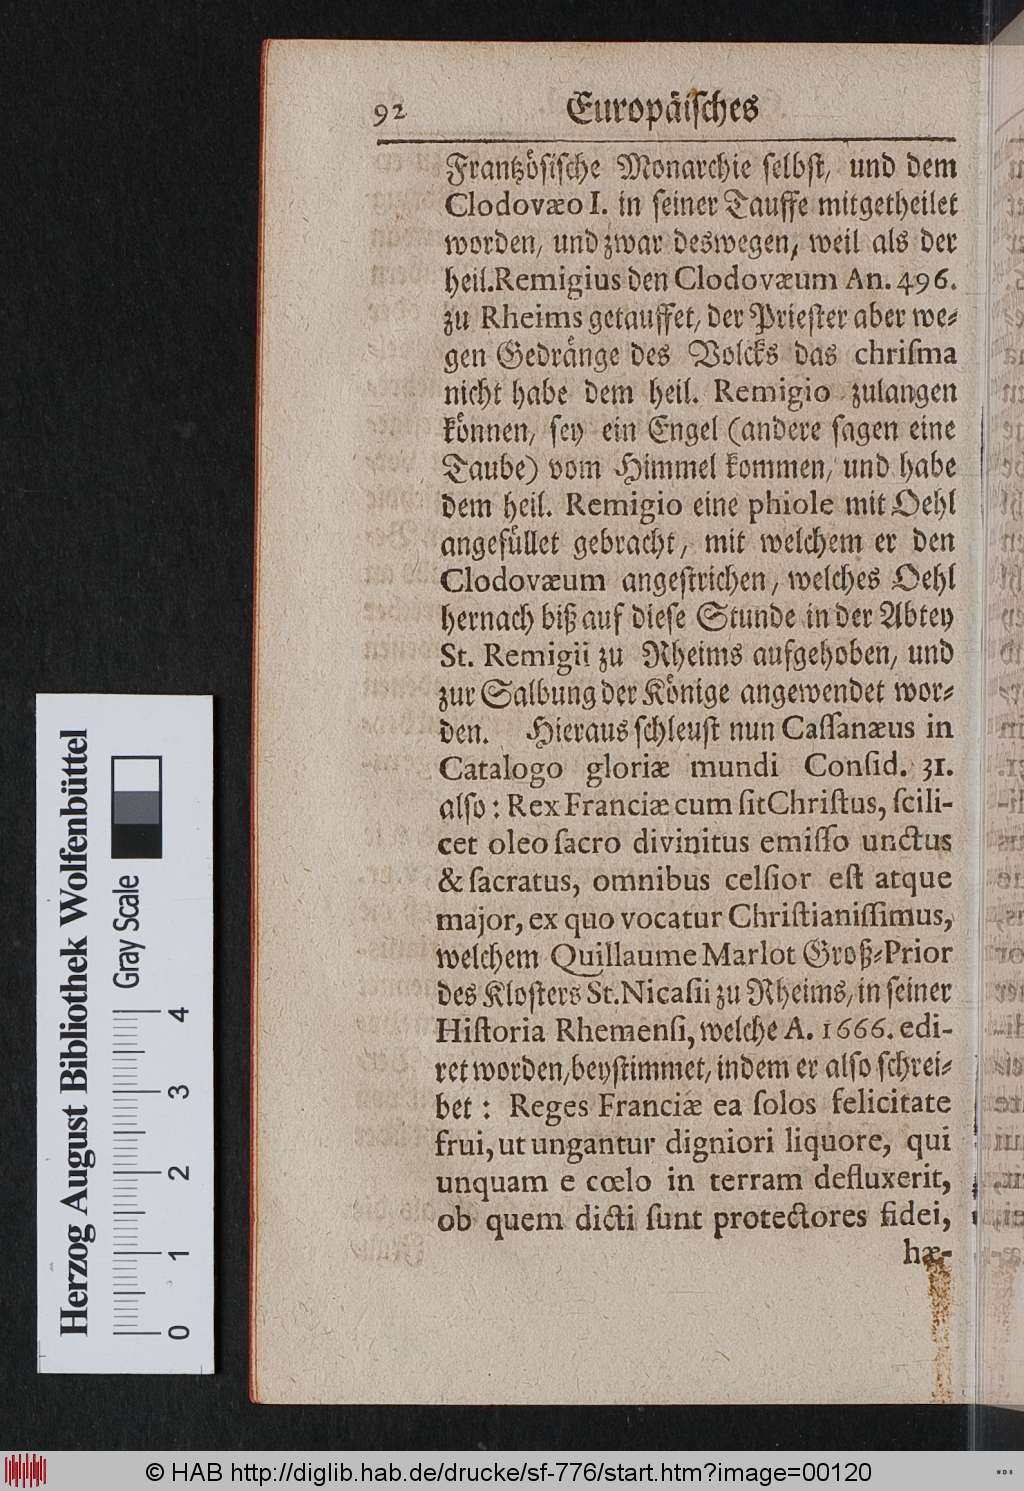 92 Europäisches
Frantzösische Monarchie selbst, und dem
Clodovæo I. in seiner Tauffe mitgetheilet
worden, und zwar deswegen, weil als der
heil. Remigius den Clodovæum An. 496.
zu Rheims getauffet, der Priester aber we-
gen Gedränge des Volcks das chriſma
nicht habe dem heil. Remigio zulangen
können, sey ein Engel (andere sagen eine
Taube) vom Himmel kommen, und habe
dem heil. Remigio eine phiole mit Oehl
angefüllet gebracht, mit welchem er den
Clodovæum angestrichen, welches Oehl
hernach biß auf diese Stunde in der Abtey
St. Remigii zu Rheims aufgehoben, und
zur Salbung der Könige angewendet wor-
den. Hieraus schleust nun Caſſanæus in
Catalogo gloriæ mundi Conſid. 31.
also: Rex Franciæ cum ſit Chriſtus, ſcili-
cet oleo ſacro divinitus emiſſo unctus
& ſacratus, omnibus celſior eſt atque
major, ex quo vocatur Chriſtianiſſimus,
welchem Quillaume Marlot Groß-Prior
des Klosters St. Nicaſii zu Rheims, in seiner
Hiſtoria Rhemenſi, welche A. 1666. edi-
ret worden, beystimmet, indem er also schrei-
bet: Reges Franciæ ea ſolos felicitate
frui, ut ungantur digniori liquore, qui
unquam e cœlo in terram defluxerit,
ob quem dicti ſunt protectores fidei,
hæ-
Herzog August Bibliothek Wolfenbüttel
Gray Scale
0 1 2 3 4
© HAB http://diglib.hab.de/drucke/sf-776/start.htm?image=00120